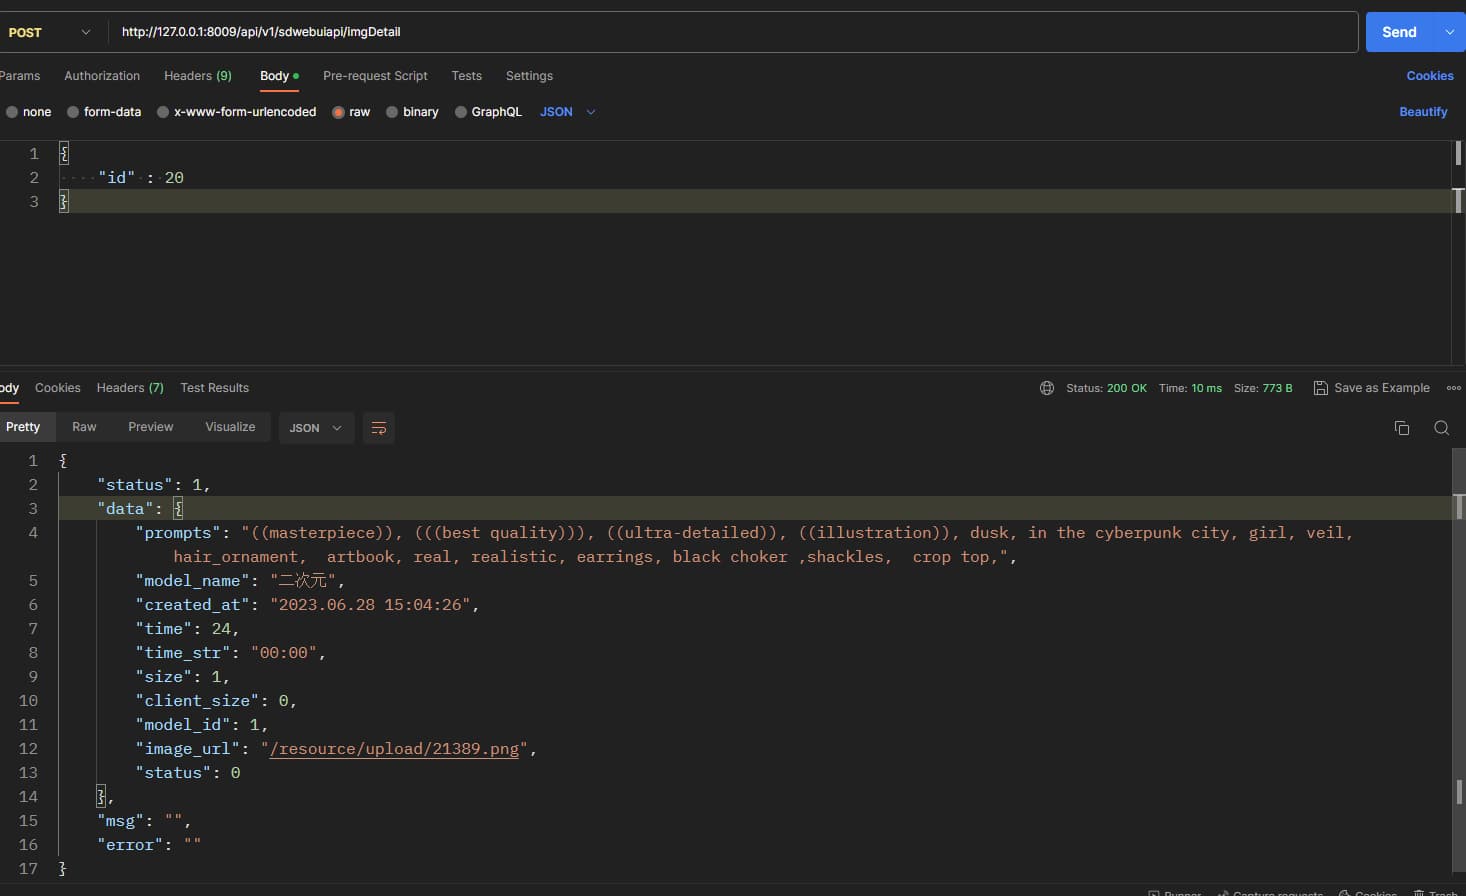 POST http://127.0.0.1:8009/api/v1/sdwebuiapi/imgDetail Send
Params Authorization Headers (9) Body Pre-request Script Tests Settings Cookies
none form-data x-www-form-urlencoded raw binary GraphQL JSON Beautify
1 {
2 "id" : 20
3 }
Body Cookies Headers (7) Test Results Status: 200 OK Time: 10 ms Size: 773 B Save as Example
Pretty Raw Preview Visualize JSON
1 {
2 "status": 1,
3 "data": {
4 "prompts": "((masterpiece)), (((best quality))), ((ultra-detailed)), ((illustration)), dusk, in the cyberpunk city, girl, veil,
hair_ornament,  artbook, real, realistic, earrings, black choker ,shackles,  crop top,",
5 "model_name": "二次元",
6 "created_at": "2023.06.28 15:04:26",
7 "time": 24,
8 "time_str": "00:00",
9 "size": 1,
10 "client_size": 0,
11 "model_id": 1,
12 "image_url": "/resource/upload/21389.png",
13 "status": 0
14 },
15 "msg": "",
16 "error": ""
17 }
Runner Capture requests Cookies Trash